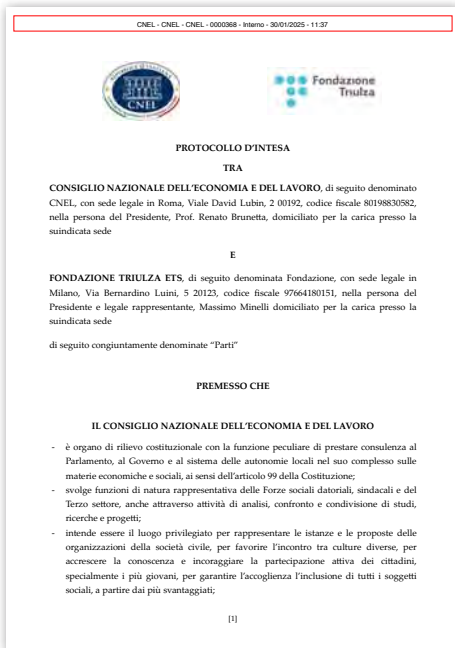 CNEL - CNEL - CNEL - 0000368 - Interno - 30/01/2025 - 11:37
CNEL
Fondazione
Triulza
PROTOCOLLO D'INTESA
TRA
CONSIGLIO NAZIONALE DELL'ECONOMIA E DEL LAVORO, di seguito denominato
CNEL, con sede legale in Roma, Viale David Lubin, 2 00192, codice fiscale 80198830582,
nella persona del Presidente, Prof. Renato Brunetta, domiciliato per la carica presso la
suindicata sede
E
FONDAZIONE TRIULZA ETS, di seguito denominata Fondazione, con sede legale in
Milano, Via Bernardino Luini, 5 20123, codice fiscale 97664180151, nella persona del
Presidente e legale rappresentante, Massimo Minelli domiciliato per la carica presso la
suindicata sede
di seguito congiuntamente denominate “Parti”
PREMESSO CHE
IL CONSIGLIO NAZIONALE DELL'ECONOMIA E DEL LAVORO
- è organo di rilievo costituzionale con la funzione peculiare di prestare consulenza al
Parlamento, al Governo e al sistema delle autonomie locali nel suo complesso sulle
materie economiche e sociali, ai sensi dell'articolo 99 della Costituzione;
- svolge funzioni di natura rappresentativa delle Forze sociali datoriali, sindacali e del
Terzo settore, anche attraverso attività di analisi, confronto e condivisione di studi,
ricerche e progetti;
- intende essere il luogo privilegiato per rappresentare le istanze e le proposte delle
organizzazioni della società civile, per favorire l'incontro tra culture diverse, per
accrescere la conoscenza e incoraggiare la partecipazione attiva dei cittadini,
specialmente i più giovani, per garantire l'accoglienza l'inclusione di tutti i soggetti
sociali, a partire dai più svantaggiati;
[1]